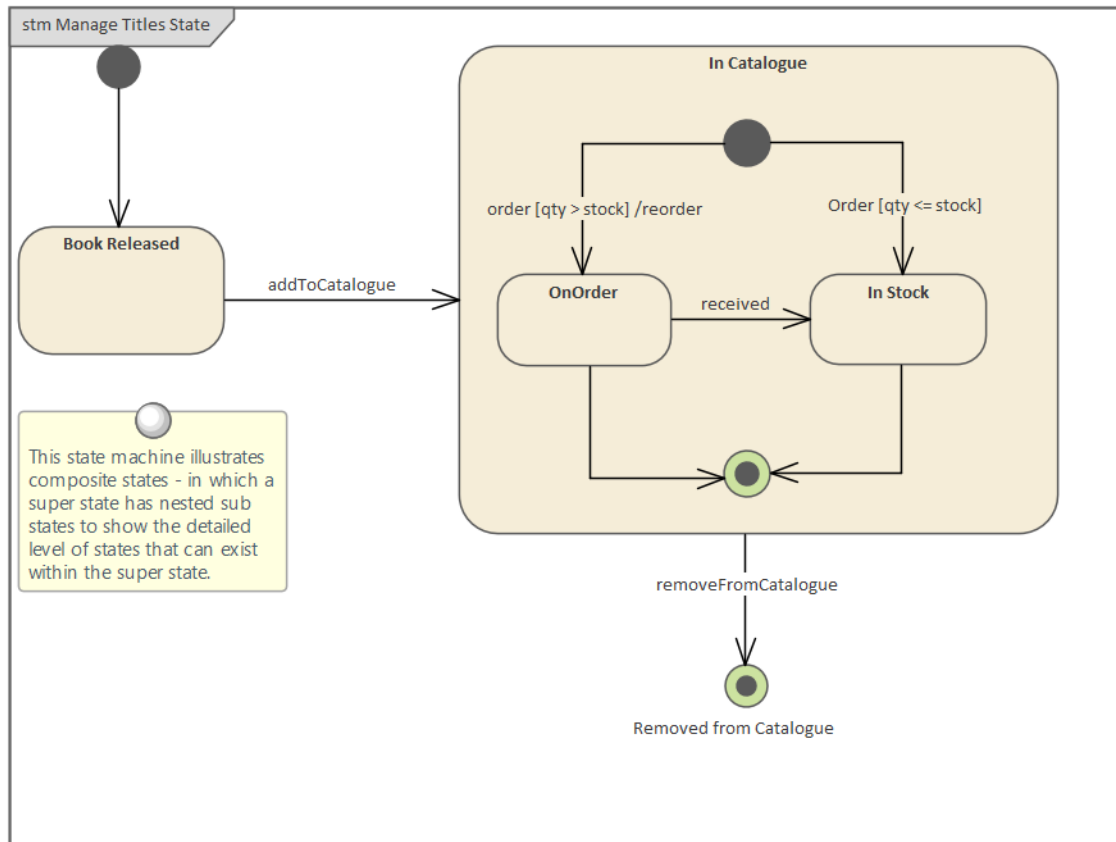 stm Manage Titles State
In Catalogue
order [qty > stock] /reorder
Order [qty <= stock]
Book Released
addToCatalogue
OnOrder
received
In Stock
This state machine illustrates
composite states - in which a
super state has nested sub
states to show the detailed
level of states that can exist
within the super state.
removeFromCatalogue
Removed from Catalogue